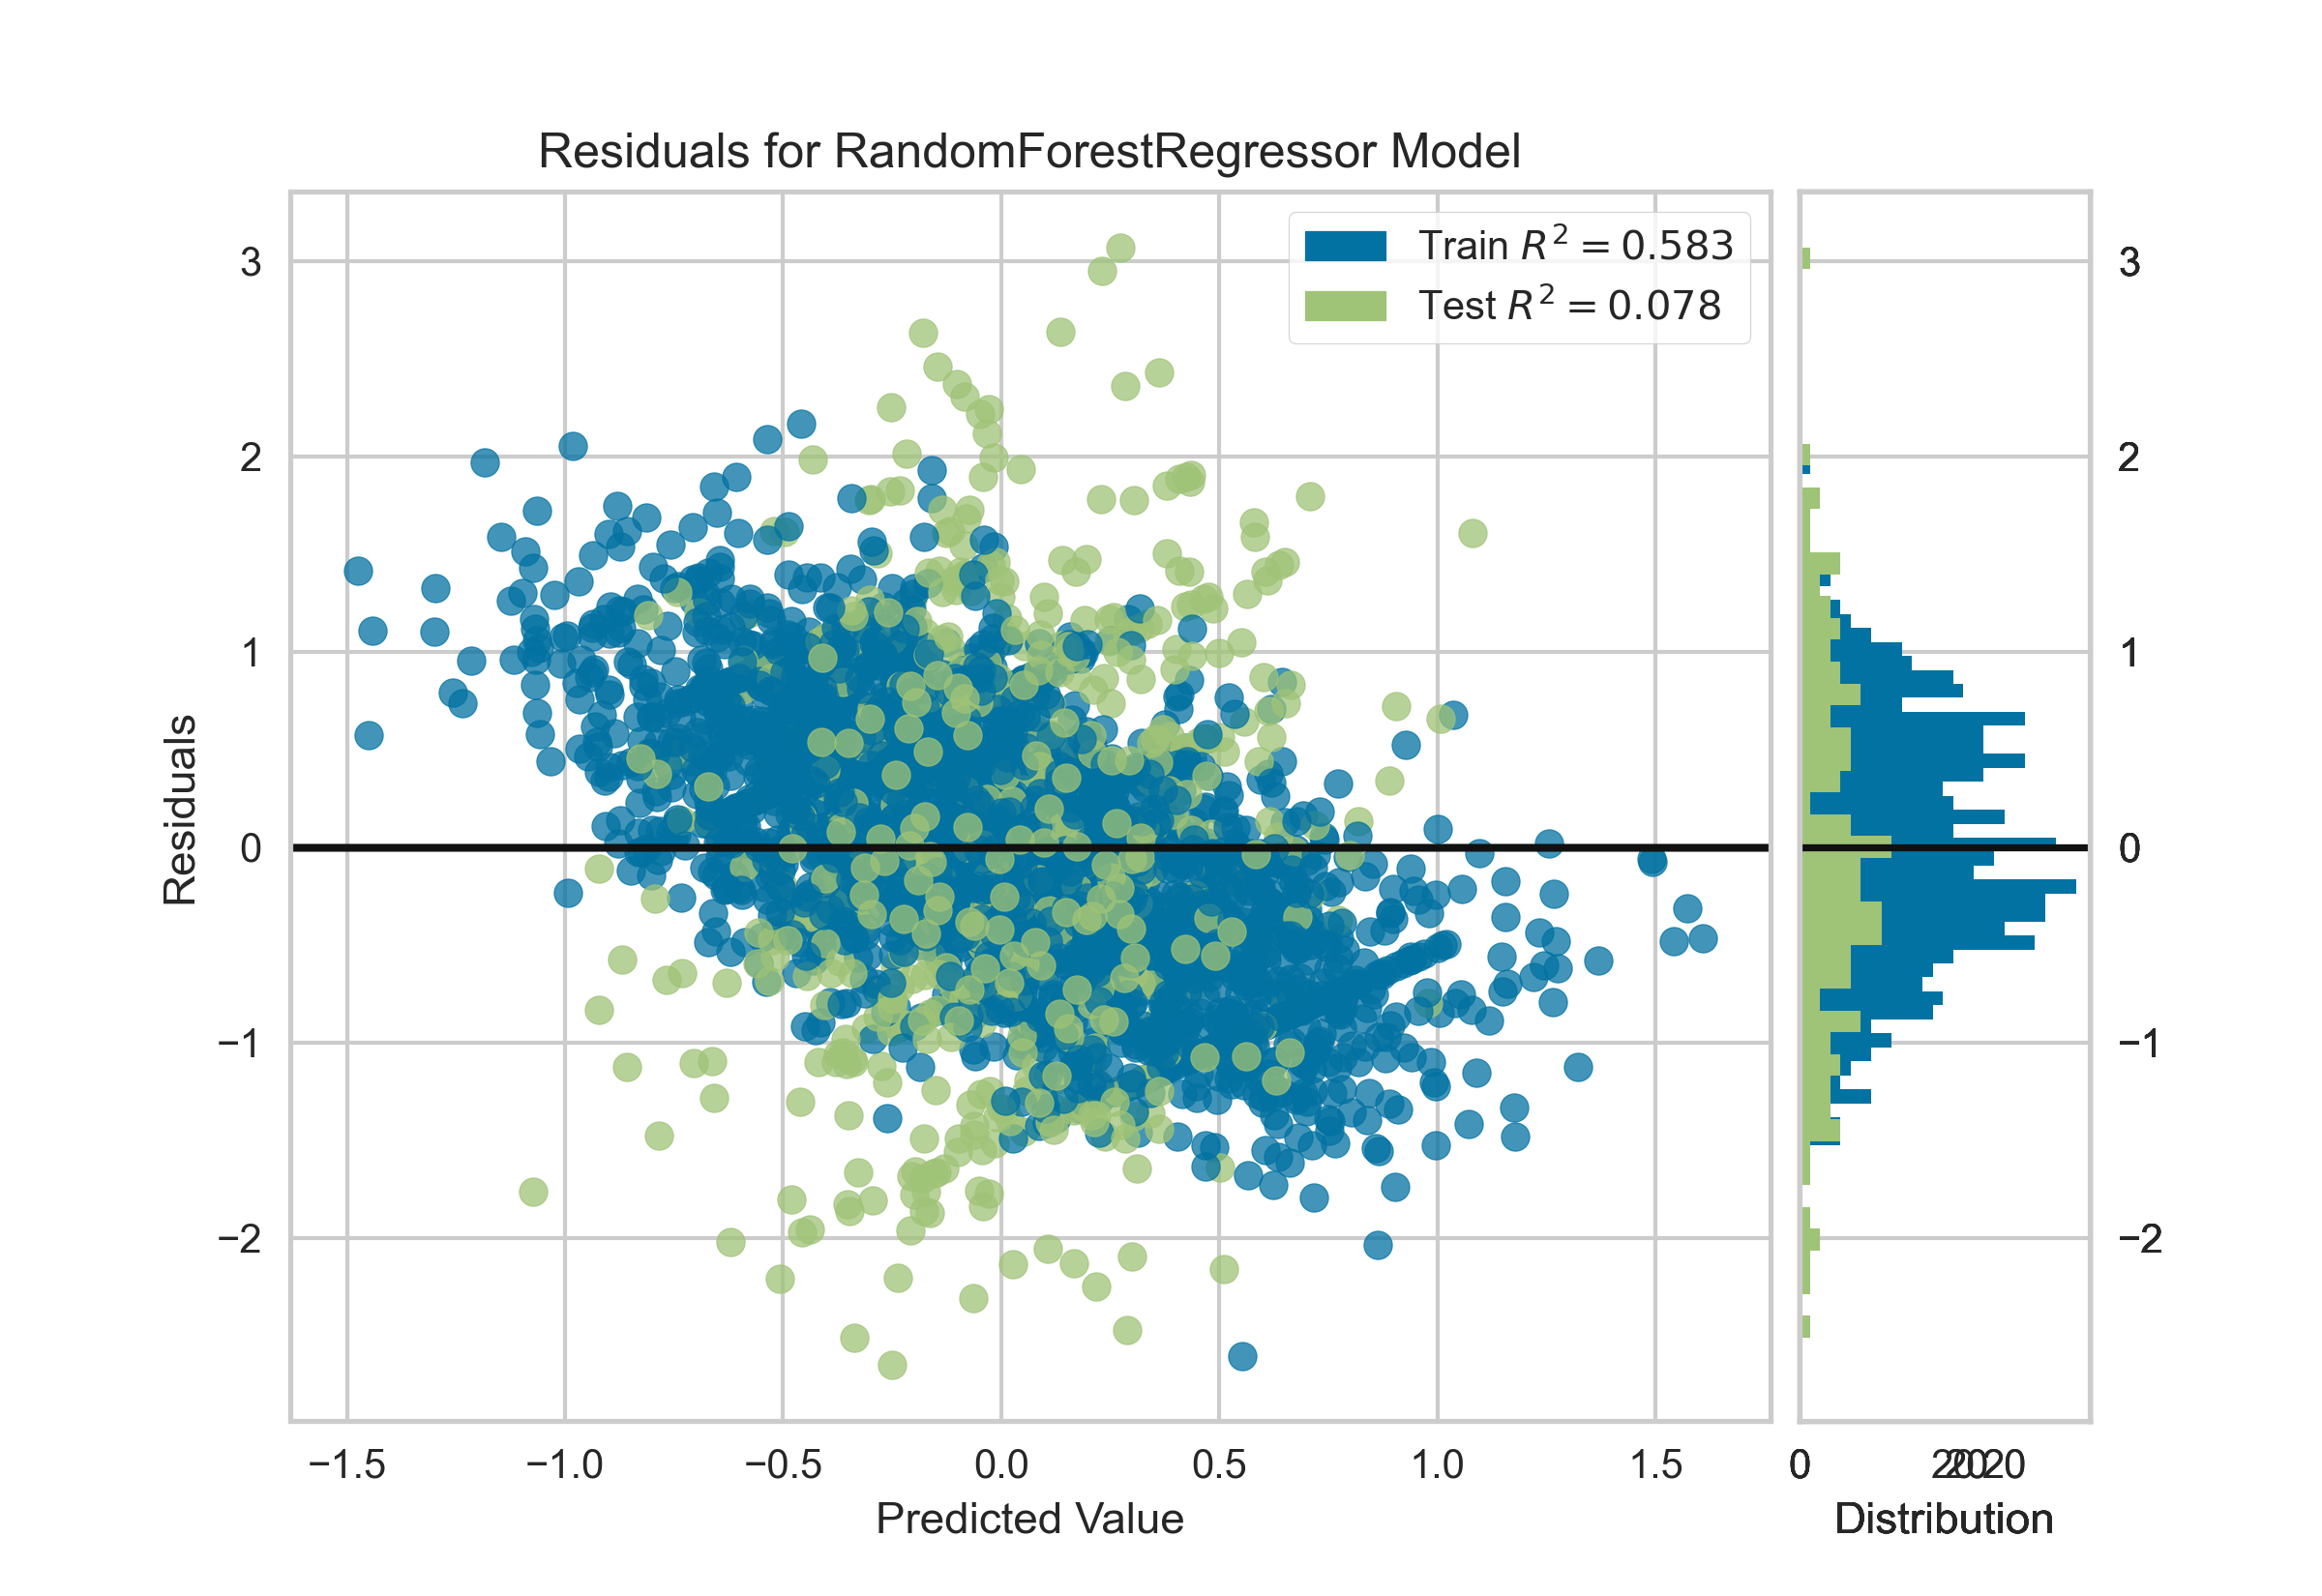 Residuals for RandomForestRegressor Model
Train R² = 0.583
Test R² = 0.078
3
2
1
0
−1
−2
Residuals
−1.5 −1.0 −0.5 0.0 0.5 1.0 1.5
Predicted Value
3
2
1
0
−1
−2
0
Distribution